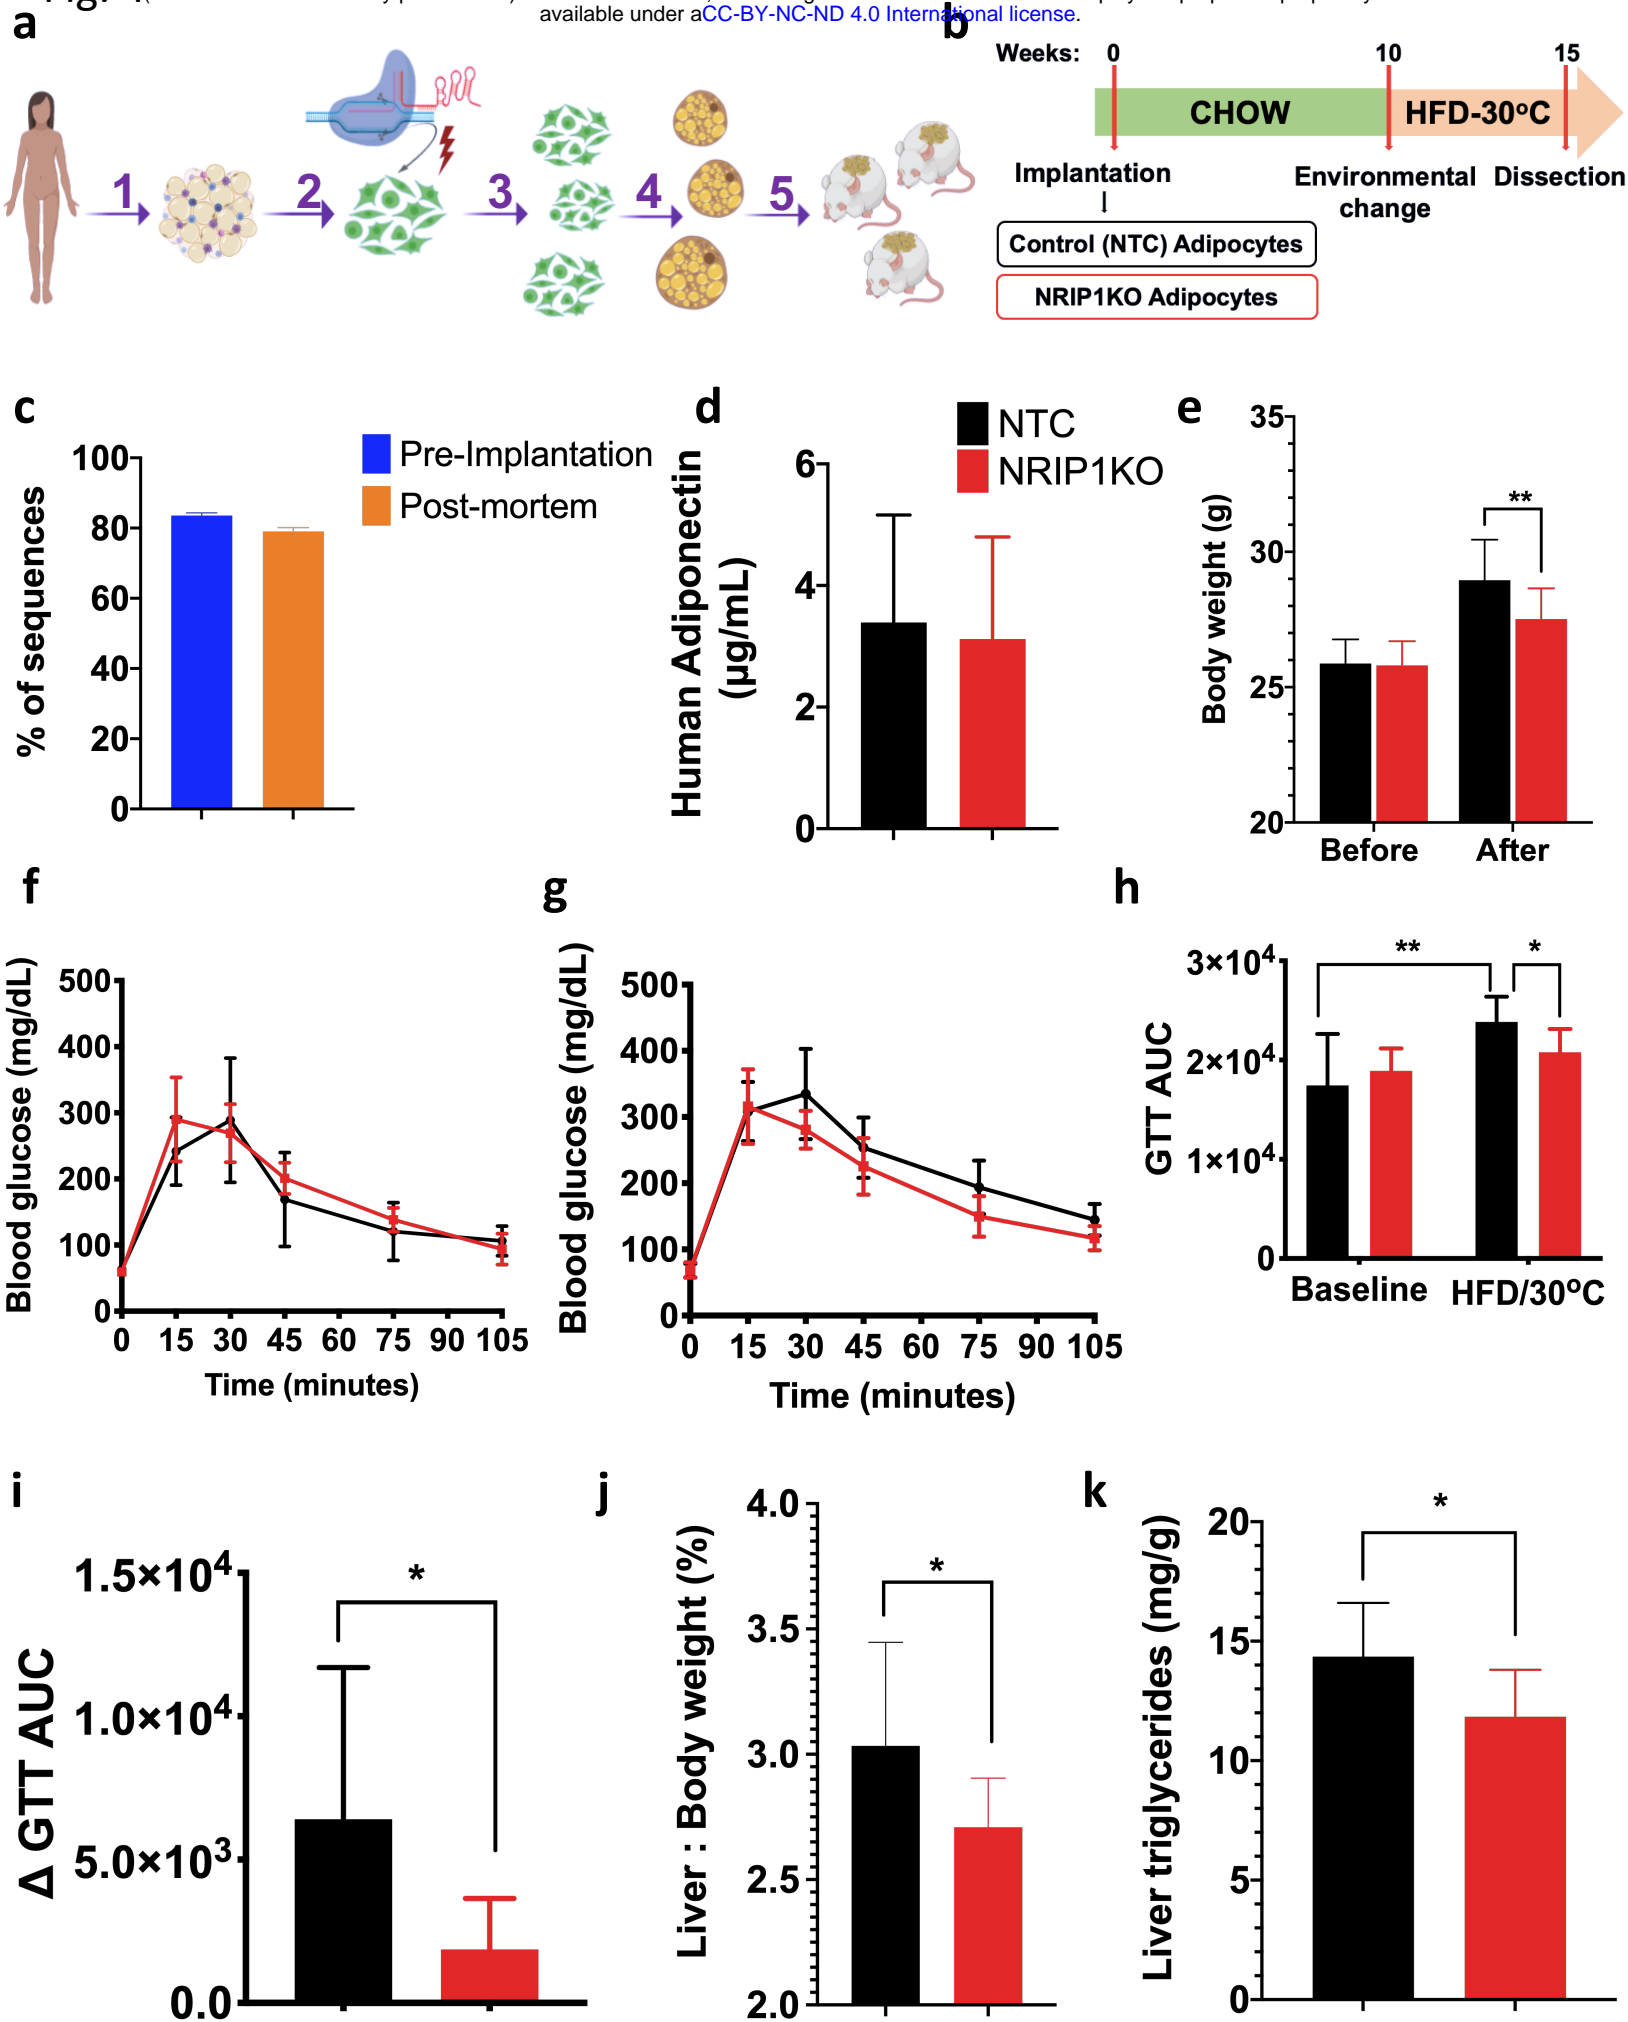 available under aCC-BY-NC-ND 4.0 International license.
a
1
2
3
4
5
b
Weeks:
0
10
15
CHOW
HFD-30ºC
Implantation
Environmental
change
Dissection
Control (NTC) Adipocytes
NRIP1KO Adipocytes
c
% of sequences
100
80
60
40
20
0
Pre-Implantation
Post-mortem
d
Human Adiponectin
(µg/mL)
6
4
2
0
NTC
NRIP1KO
e
Body weight (g)
35
30
25
20
**
Before
After
f
Blood glucose (mg/dL)
500
400
300
200
100
0
0 15 30 45 60 75 90 105
Time (minutes)
g
Blood glucose (mg/dL)
500
400
300
200
100
0
0 15 30 45 60 75 90 105
Time (minutes)
h
GTT AUC
3×10⁴
2×10⁴
1×10⁴
0
**
*
Baseline
HFD/30ºC
i
Δ GTT AUC
1.5×10⁴
1.0×10⁴
5.0×10³
0.0
*
j
Liver : Body weight (%)
4.0
3.5
3.0
2.5
2.0
*
k
Liver triglycerides (mg/g)
20
15
10
5
0
*